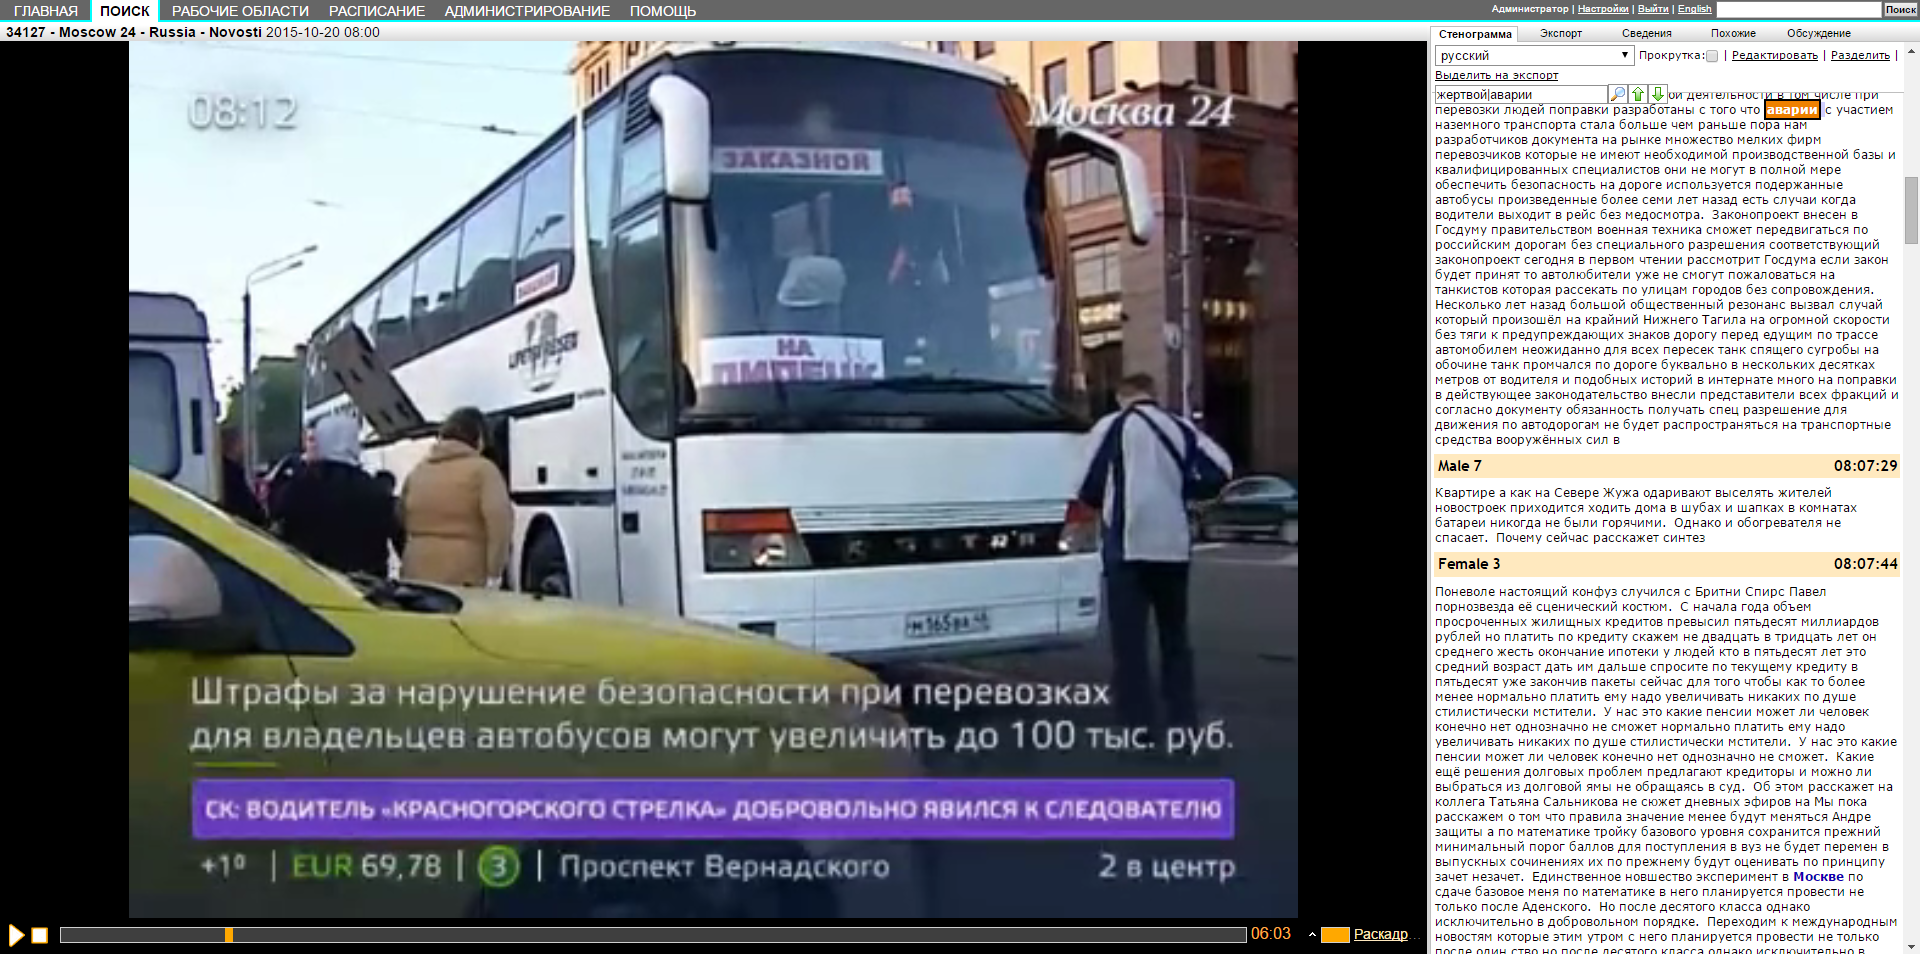 ГЛАВНАЯ ПОИСК РАБОЧИЕ ОБЛАСТИ РАСПИСАНИЕ АДМИНИСТРИРОВАНИЕ ПОМОЩЬ
Администратор | Настройки | Выйти | English Поиск
34127 - Moscow 24 - Russia - Novosti 2015-10-20 08:00
08:12
Москва 24
ЗАКАЗНОЙ
НА
ЛИПЕЦК
Штрафы за нарушение безопасности при перевозках
для владельцев автобусов могут увеличить до 100 тыс. руб.
СК: ВОДИТЕЛЬ «КРАСНОГОРСКОГО СТРЕЛКА» ДОБРОВОЛЬНО ЯВИЛСЯ К СЛЕДОВАТЕЛЮ
+1° | EUR 69,78 | 3 | Проспект Вернадского 2 в центр
06:03 Раскадр...
Стенограмма Экспорт Сведения Похожие Обсуждение
русский Прокрутка: | Редактировать | Разделить |
Выделить на экспорт
жертвой|аварии
ой деятельности в том числе при
перевозки людей поправки разработаны с того что аварии с участием
наземного транспорта стала больше чем раньше пора нам
разработчиков документа на рынке множество мелких фирм
перевозчиков которые не имеют необходимой производственной базы и
квалифицированных специалистов они не могут в полной мере
обеспечить безопасность на дороге используется подержанные
автобусы произведенные более семи лет назад есть случаи когда
водители выходит в рейс без медосмотра. Законопроект внесен в
Госдуму правительством военная техника сможет передвигаться по
российским дорогам без специального разрешения соответствующий
законопроект сегодня в первом чтении рассмотрит Госдума если закон
будет принят то автолюбители уже не смогут пожаловаться на
танкистов которая рассекать по улицам городов без сопровождения.
Несколько лет назад большой общественный резонанс вызвал случай
который произошёл на крайний Нижнего Тагила на огромной скорости
без тяги к предупреждающих знаков дорогу перед едущим по трассе
автомобилем неожиданно для всех пересек танк спящего сугробы на
обочине танк промчался по дороге буквально в нескольких десятках
метров от водителя и подобных историй в интернате много на поправки
в действующее законодательство внесли представители всех фракций и
согласно документу обязанность получать спец разрешение для
движения по автодорогам не будет распространяться на транспортные
средства вооружённых сил в
Male 7 08:07:29
Квартире а как на Севере Жужа одаривают выселять жителей
новостроек приходится ходить дома в шубах и шапках в комнатах
батареи никогда не были горячими. Однако и обогревателя не
спасает. Почему сейчас расскажет синтез
Female 3 08:07:44
Поневоле настоящий конфуз случился с Бритни Спирс Павел
порнозвезда её сценический костюм. С начала года объем
просроченных жилищных кредитов превысил пятьдесят миллиардов
рублей но платить по кредиту скажем не двадцать в тридцать лет он
среднего жесть окончание ипотеки у людей кто в пятьдесят лет это
средний возраст дать им дальше спросите по текущему кредиту в
пятьдесят уже закончив пакеты сейчас для того чтобы как то более
менее нормально платить ему надо увеличивать никаких по душе
стилистически мстители. У нас это какие пенсии может ли человек
конечно нет однозначно не сможет нормально платить ему надо
увеличивать никаких по душе стилистически мстители. У нас это какие
пенсии может ли человек конечно нет однозначно не сможет. Какие
ещё решения долговых проблем предлагают кредиторы и можно ли
выбраться из долговой ямы не обращаясь в суд. Об этом расскажет на
коллега Татьяна Сальникова не сюжет дневных эфиров на Мы пока
расскажем о том что правила значение менее будут меняться Андре
защиты а по математике тройку базового уровня сохранится прежний
минимальный порог баллов для поступления в вуз не будет перемен в
выпускных сочинениях их по прежнему будут оценивать по принципу
зачет незачет. Единственное новшество эксперимент в Москве по
сдаче базовое меня по математике в него планируется провести не
только после Аденского. Но после десятого класса однако
исключительно в добровольном порядке. Переходим к международным
новостям которые этим утром с него планируется провести не только
после один ство но после десятого класса однако исключительно в